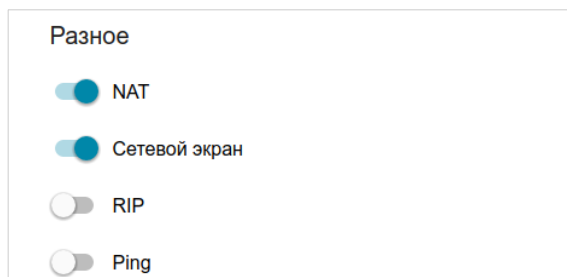 Разное
NAT
Сетевой экран
RIP
Ping